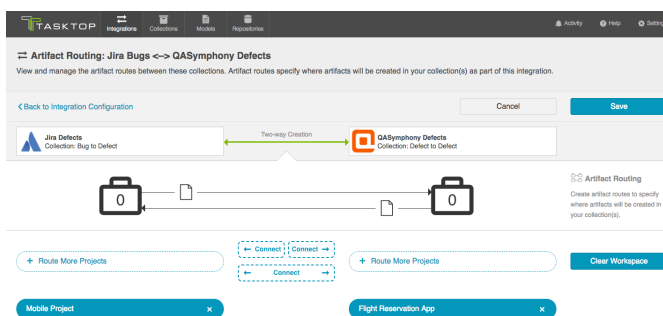 TASKTOP
Integrations
Collections
Models
Repositories
Activity
Help
Setting
Artifact Routing: Jira Bugs <--> QASymphony Defects
View and manage the artifact routes between these collections. Artifact routes specify where artifacts will be created in your collection(s) as part of this integration.
Back to Integration Configuration
Cancel
Save
Jira Defects
Collection: Bug to Defect
Two-way Creation
QASymphony Defects
Collection: Defect to Defect
0
0
Artifact Routing
Create artifact routes to specify
where artifacts will be created in
your collection(s).
+ Route More Projects
← Connect
Connect →
← Connect →
+ Route More Projects
Clear Workspace
Mobile Project ×
Flight Reservation App ×